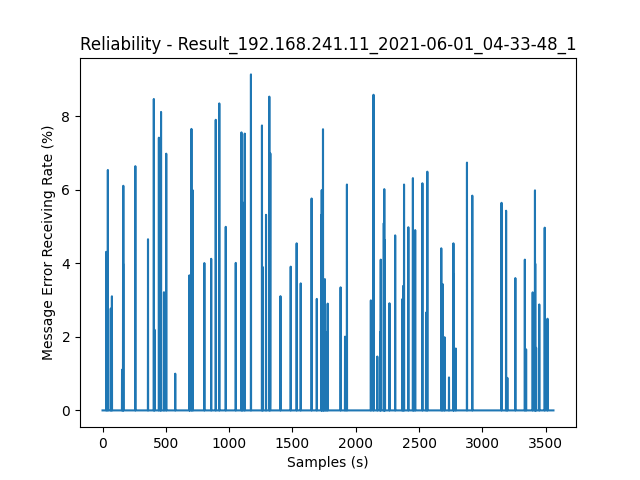 Reliability - Result_192.168.241.11_2021-06-01_04-33-48_1
Message Error Receiving Rate (%)
8
6
4
2
0
0 500 1000 1500 2000 2500 3000 3500
Samples (s)